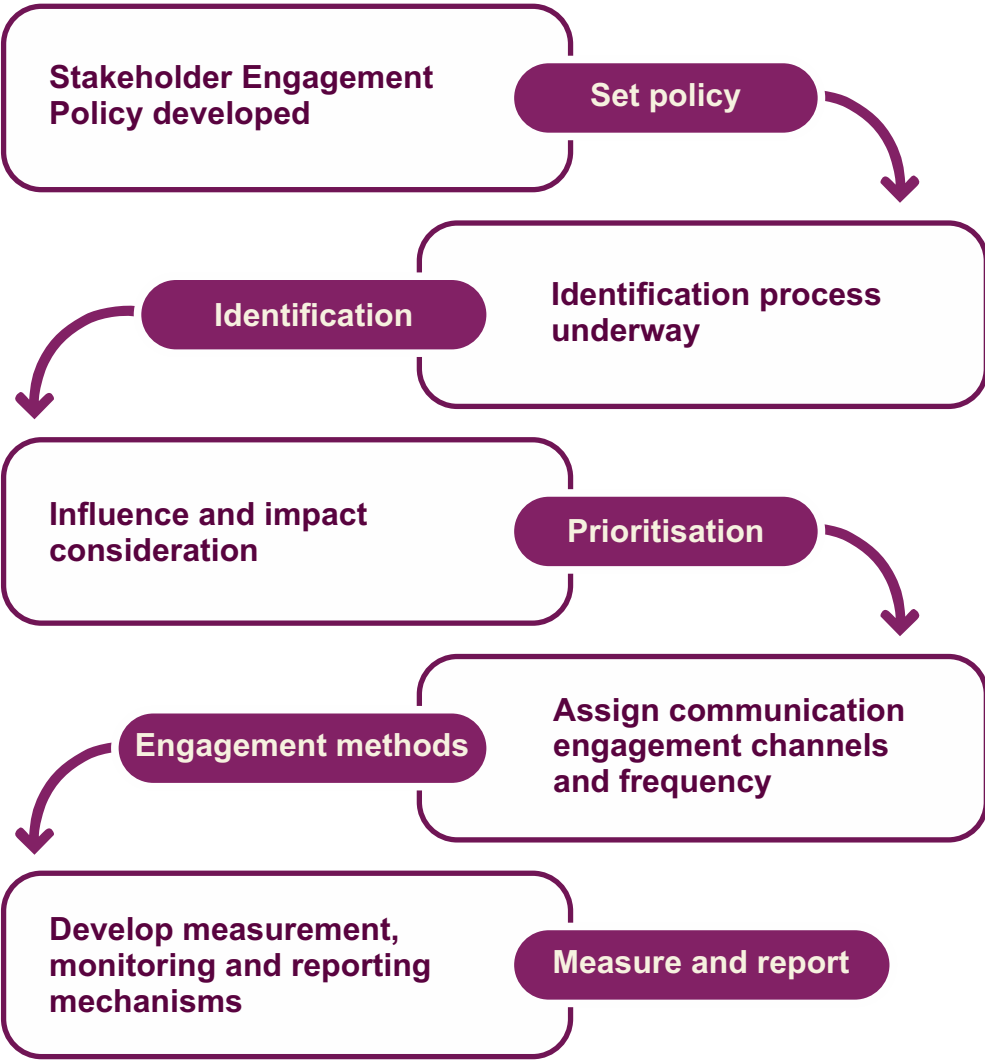 Stakeholder Engagement
Policy developed
Set policy
Identification process
underway
Identification
Influence and impact
consideration
Prioritisation
Assign communication
engagement channels
and frequency
Engagement methods
Develop measurement,
monitoring and reporting
mechanisms
Measure and report